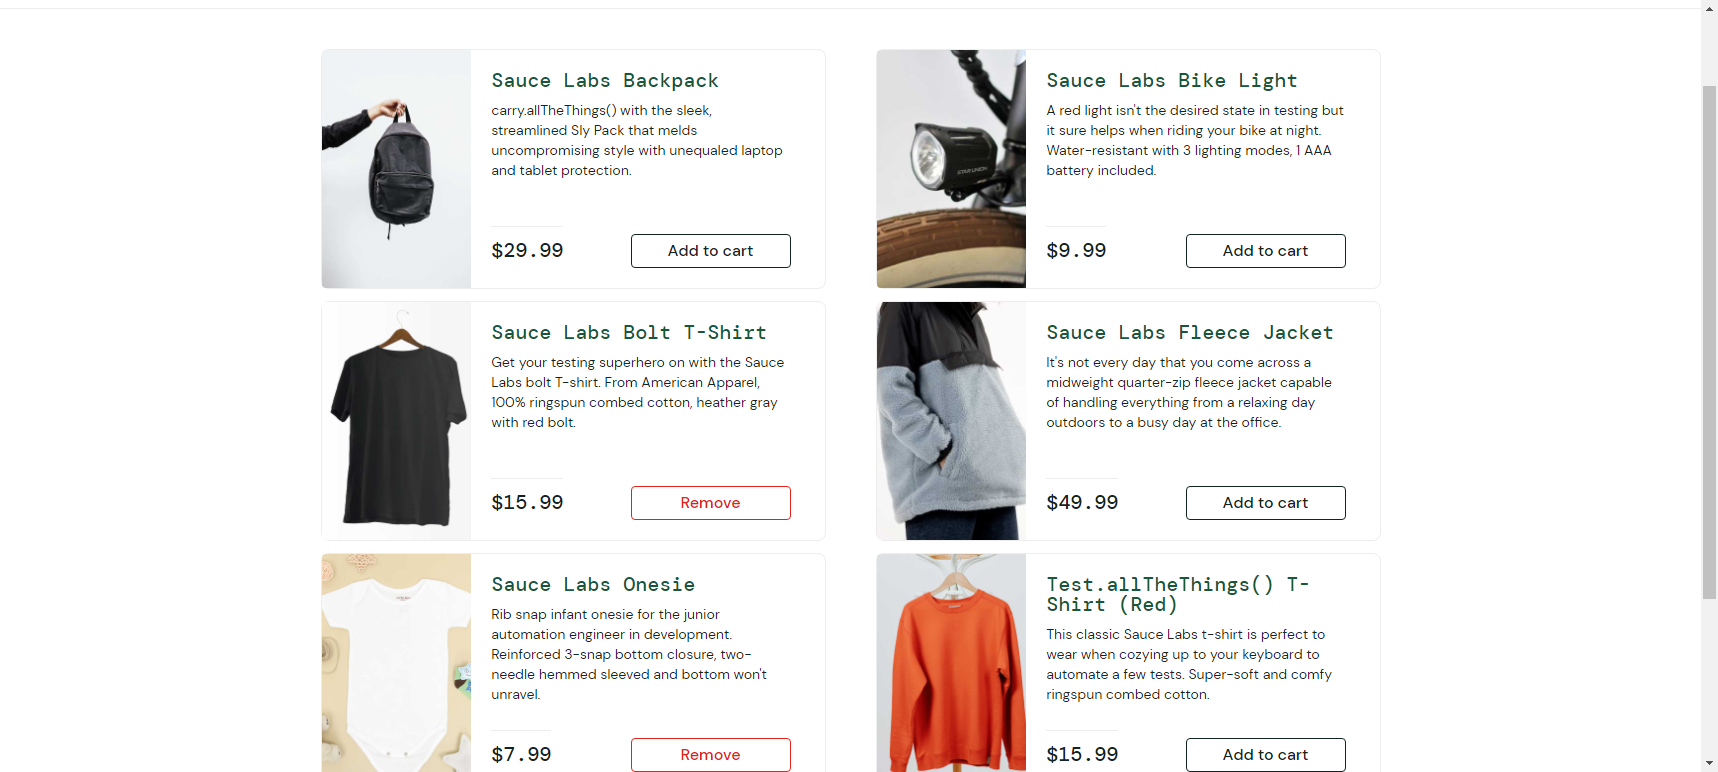 Sauce Labs Backpack
carry.allTheThings() with the sleek,
streamlined Sly Pack that melds
uncompromising style with unequaled laptop
and tablet protection.
$29.99
Add to cart
STAR UNION
Sauce Labs Bike Light
A red light isn't the desired state in testing but
it sure helps when riding your bike at night.
Water-resistant with 3 lighting modes, 1 AAA
battery included.
$9.99
Add to cart
Sauce Labs Bolt T-Shirt
Get your testing superhero on with the Sauce
Labs bolt T-shirt. From American Apparel,
100% ringspun combed cotton, heather gray
with red bolt.
$15.99
Remove
Sauce Labs Fleece Jacket
It's not every day that you come across a
midweight quarter-zip fleece jacket capable
of handling everything from a relaxing day
outdoors to a busy day at the office.
$49.99
Add to cart
Sauce Labs Onesie
Rib snap infant onesie for the junior
automation engineer in development.
Reinforced 3-snap bottom closure, two-
needle hemmed sleeved and bottom won't
unravel.
$7.99
Remove
Test.allTheThings() T-
Shirt (Red)
This classic Sauce Labs t-shirt is perfect to
wear when cozying up to your keyboard to
automate a few tests. Super-soft and comfy
ringspun combed cotton.
$15.99
Add to cart